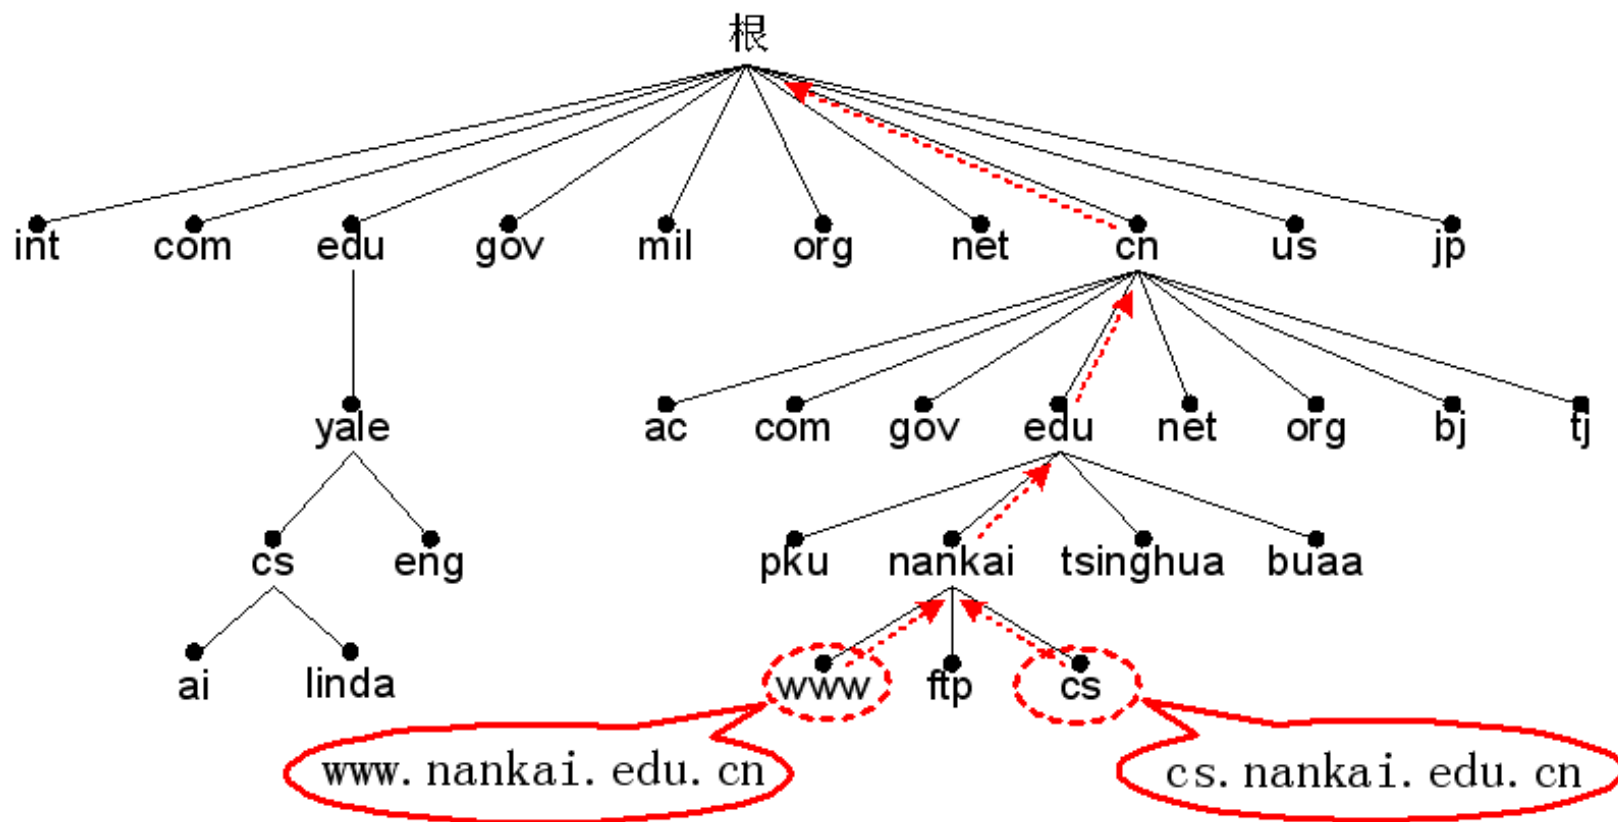 根
int com edu gov mil org net cn us jp
yale ac com gov edu net org bj tj
cs eng pku nankai tsinghua buaa
ai linda www ftp cs
www.nankai.edu.cn cs.nankai.edu.cn